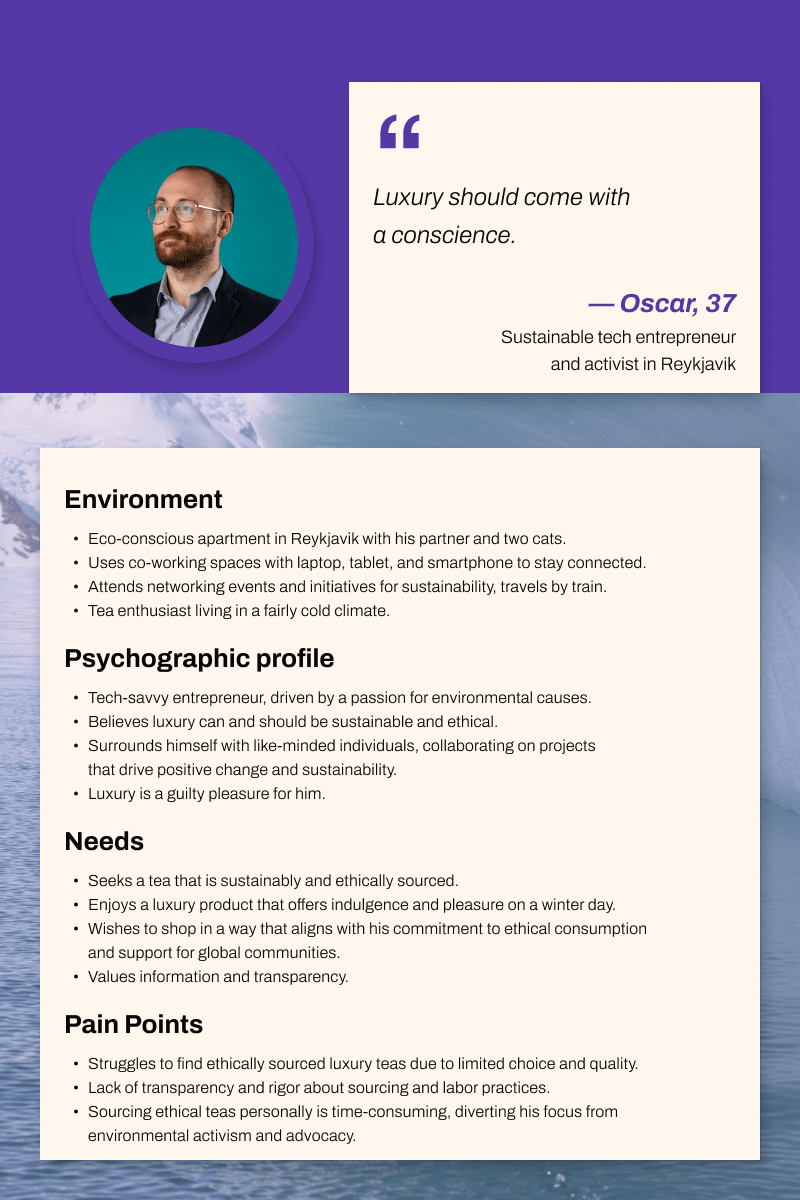 “
Luxury should come with
a conscience.
— Oscar, 37
Sustainable tech entrepreneur
and activist in Reykjavik
Environment
• Eco-conscious apartment in Reykjavik with his partner and two cats.
• Uses co-working spaces with laptop, tablet, and smartphone to stay connected.
• Attends networking events and initiatives for sustainability, travels by train.
• Tea enthusiast living in a fairly cold climate.
Psychographic profile
• Tech-savvy entrepreneur, driven by a passion for environmental causes.
• Believes luxury can and should be sustainable and ethical.
• Surrounds himself with like-minded individuals, collaborating on projects
that drive positive change and sustainability.
• Luxury is a guilty pleasure for him.
Needs
• Seeks a tea that is sustainably and ethically sourced.
• Enjoys a luxury product that offers indulgence and pleasure on a winter day.
• Wishes to shop in a way that aligns with his commitment to ethical consumption
and support for global communities.
• Values information and transparency.
Pain Points
• Struggles to find ethically sourced luxury teas due to limited choice and quality.
• Lack of transparency and rigor about sourcing and labor practices.
• Sourcing ethical teas personally is time-consuming, diverting his focus from
environmental activism and advocacy.